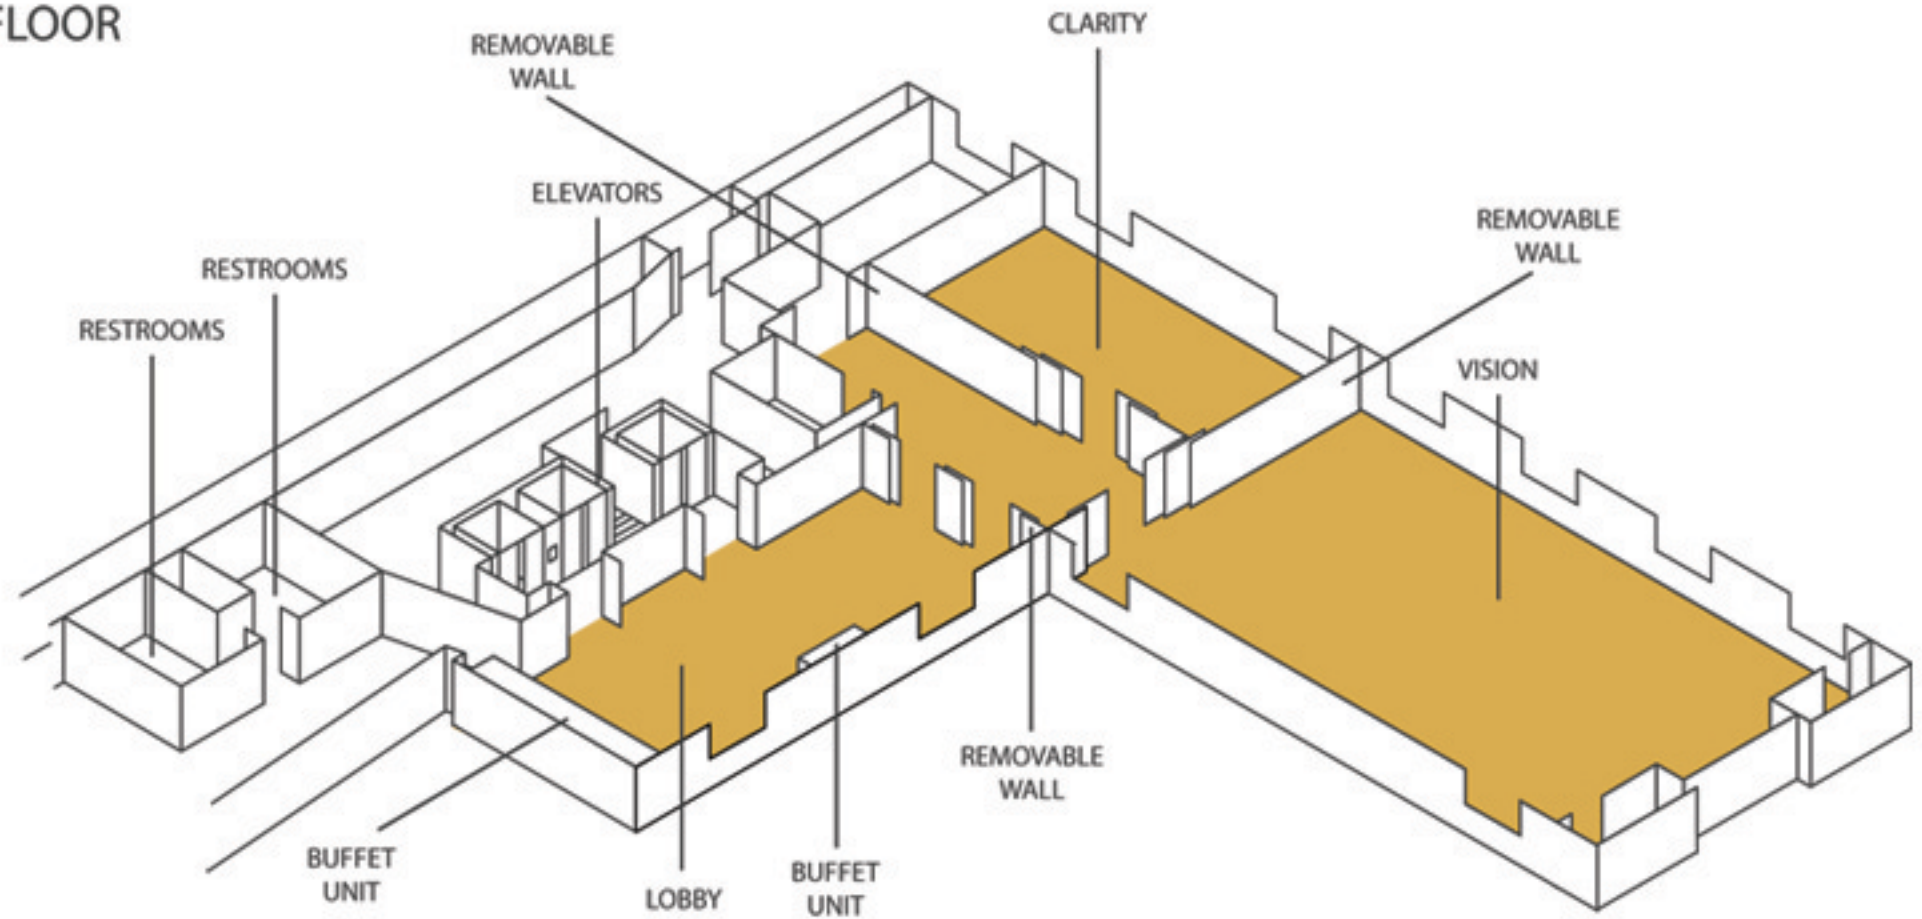 FLOOR
CLARITY
REMOVABLE
WALL
ELEVATORS
REMOVABLE
WALL
RESTROOMS
RESTROOMS
VISION
REMOVABLE
WALL
BUFFET
UNIT
LOBBY
BUFFET
UNIT